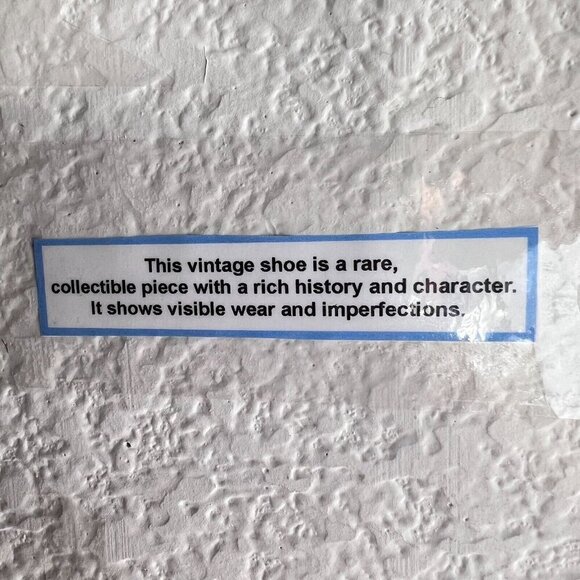 This vintage shoe is a rare,
collectible piece with a rich history and character.
It shows visible wear and imperfections.